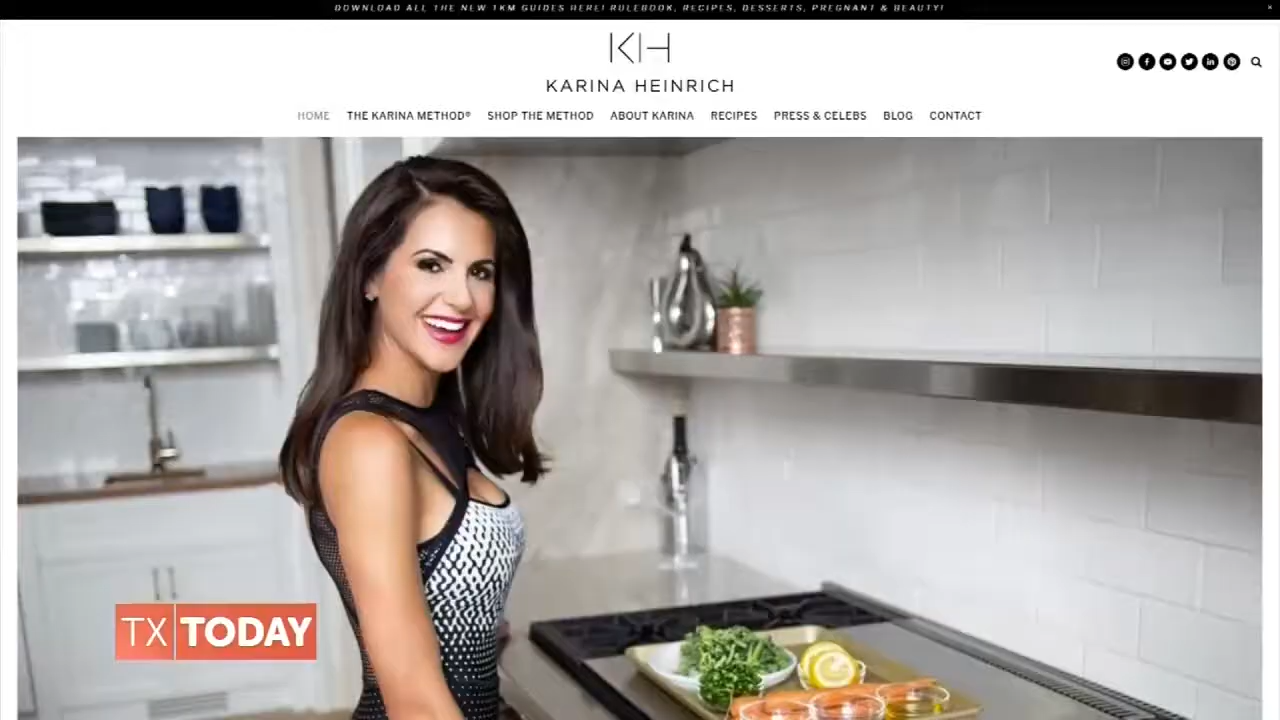 DOWNLOAD ALL THE NEW TKM GUIDES HERE! RULEBOOK, RECIPES, DESSERTS, PREGNANT & BEAUTY!
KH
KARINA HEINRICH
HOME THE KARINA METHOD® SHOP THE METHOD ABOUT KARINA RECIPES PRESS & CELEBS BLOG CONTACT
TX TODAY